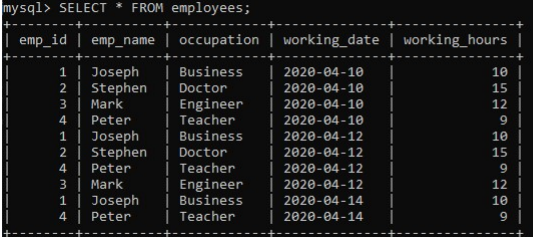 mysql> SELECT * FROM employees;
+--------+----------+------------+--------------+---------------+
| emp_id | emp_name | occupation | working_date | working_hours |
+--------+----------+------------+--------------+---------------+
|      1 | Joseph   | Business   | 2020-04-10   |            10 |
|      2 | Stephen  | Doctor     | 2020-04-10   |            15 |
|      3 | Mark     | Engineer   | 2020-04-10   |            12 |
|      4 | Peter    | Teacher    | 2020-04-10   |             9 |
|      1 | Joseph   | Business   | 2020-04-12   |            10 |
|      2 | Stephen  | Doctor     | 2020-04-12   |            15 |
|      4 | Peter    | Teacher    | 2020-04-12   |             9 |
|      3 | Mark     | Engineer   | 2020-04-12   |            12 |
|      1 | Joseph   | Business   | 2020-04-14   |            10 |
|      4 | Peter    | Teacher    | 2020-04-14   |             9 |
+--------+----------+------------+--------------+---------------+